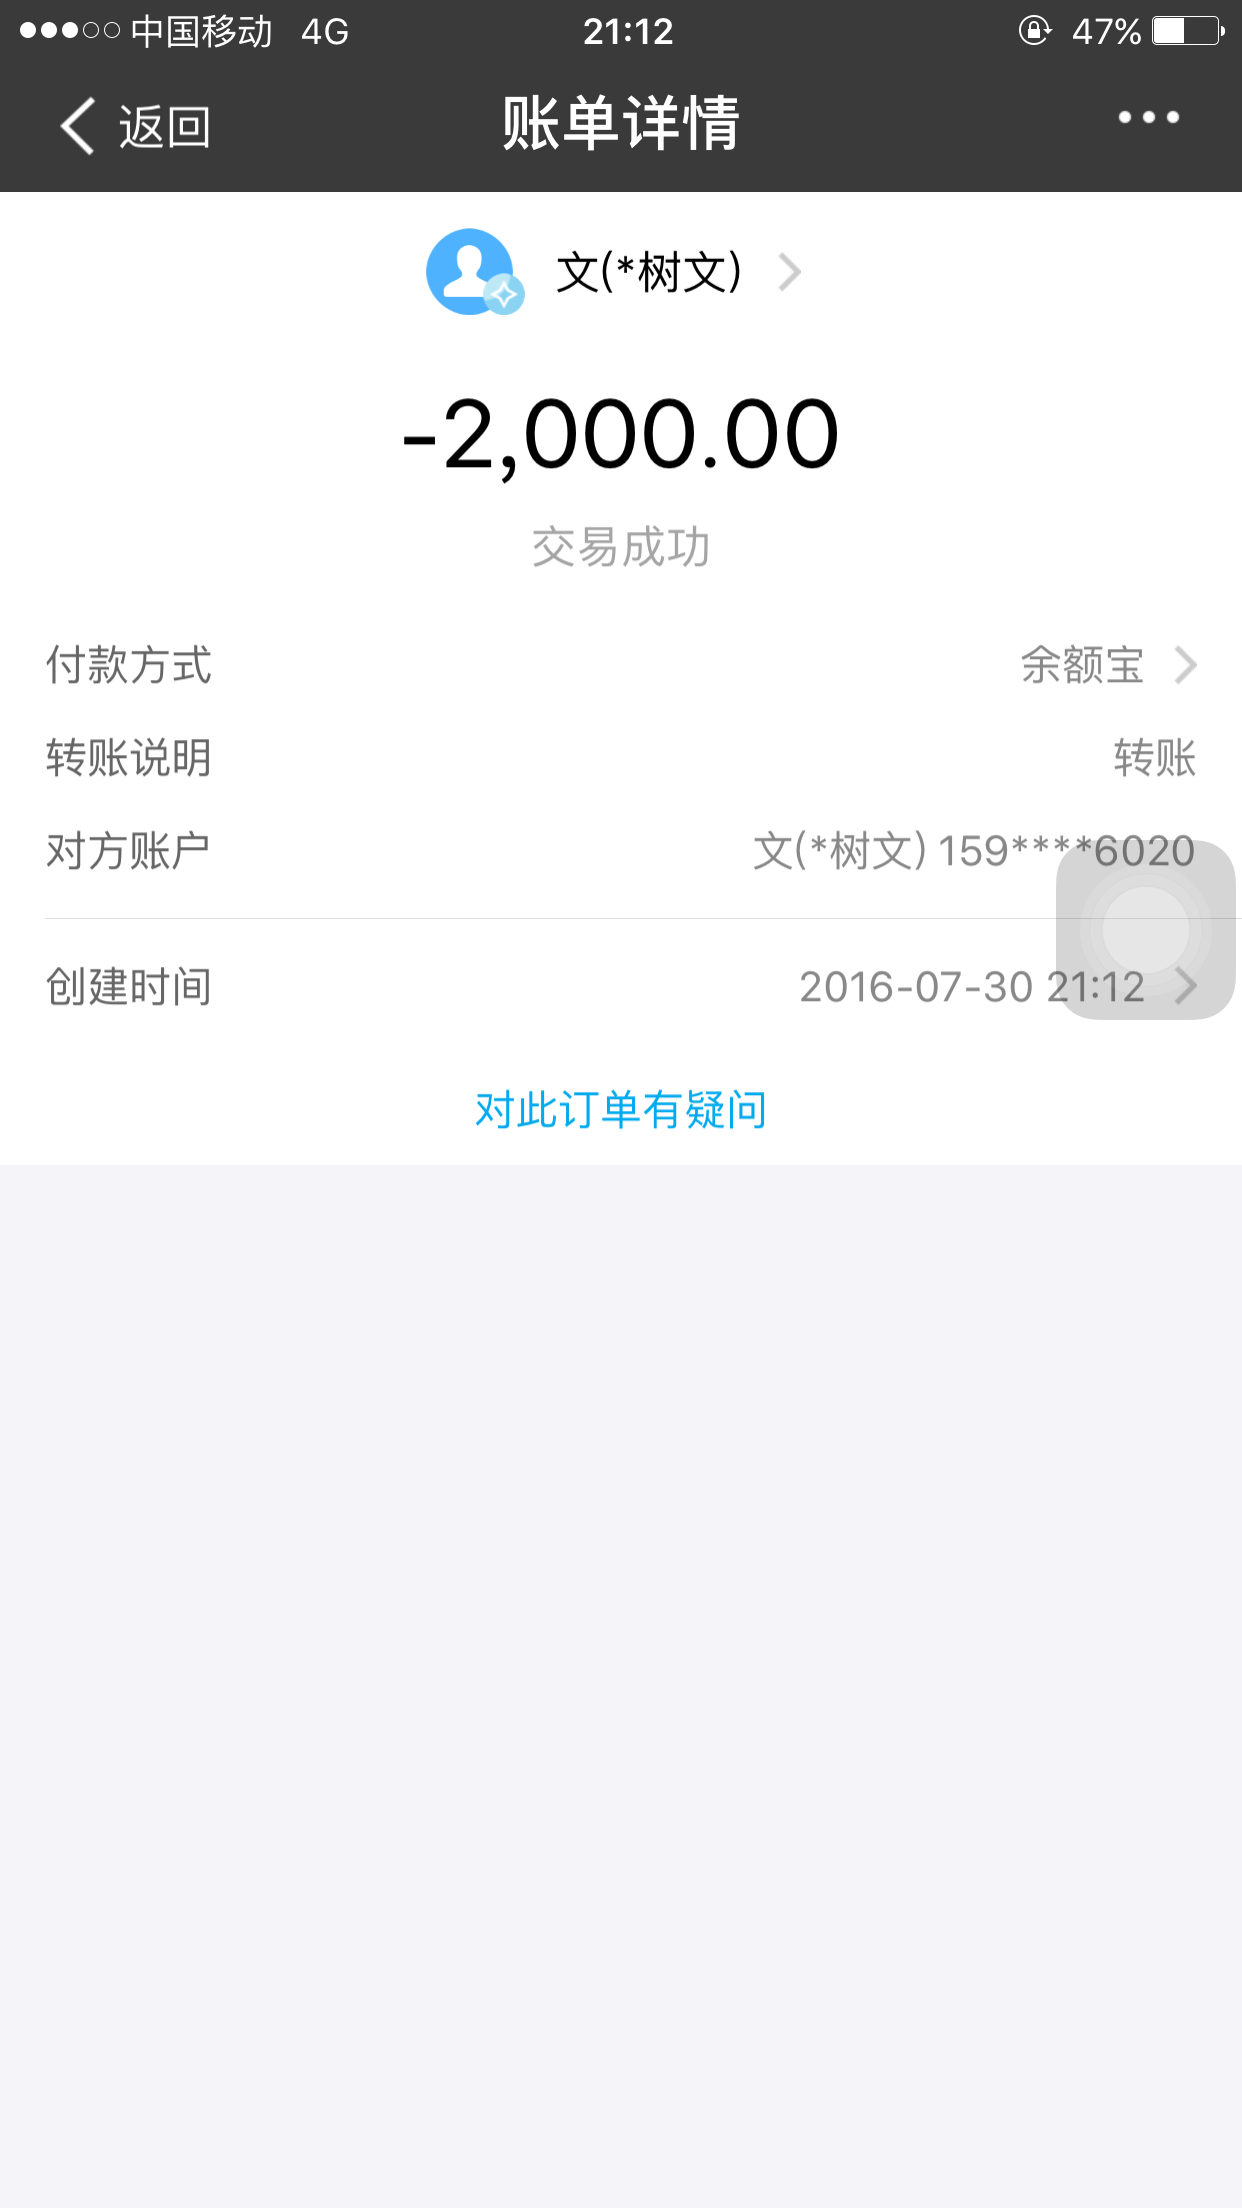 中国移动 4G 21:12 47%
返回 账单详情
文(*树文)
-2,000.00
交易成功
付款方式 余额宝
转账说明 转账
对方账户 文(*树文) 159****6020
创建时间 2016-07-30 21:12
对此订单有疑问